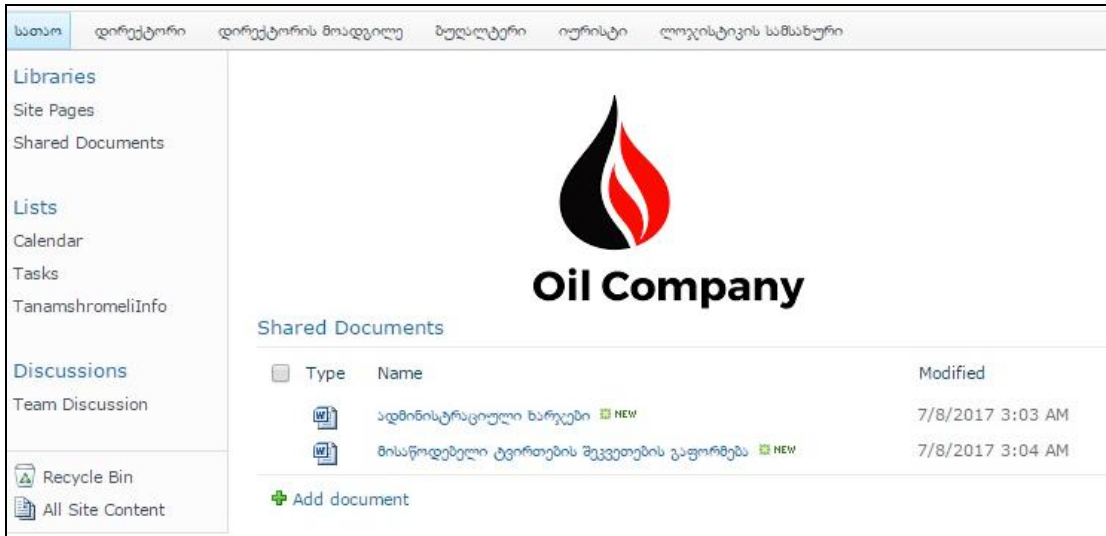 სათაო დირექტორი დირექტორის მოადგილე ბუღალტერი იურისტი ლოჯისტიკის სამსახური
Libraries
Site Pages
Shared Documents
Lists
Calendar
Tasks
TanamshromeliInfo
Discussions
Team Discussion
Recycle Bin
All Site Content
Oil Company
Shared Documents
Type Name Modified
ადმინისტრაციული ხარჯები NEW 7/8/2017 3:03 AM
მისაწოდებელი ტვირთების შეკვეთების გაფორმება NEW 7/8/2017 3:04 AM
Add document